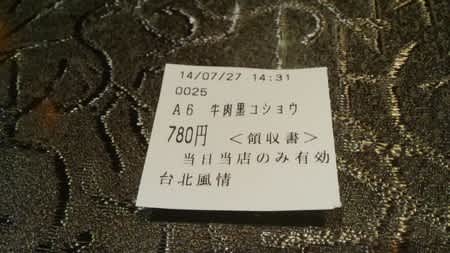 14/07/27 14:31
0025
A6 牛肉黒コショウ
780円 <領収書>
当日当店のみ有効
台北風情